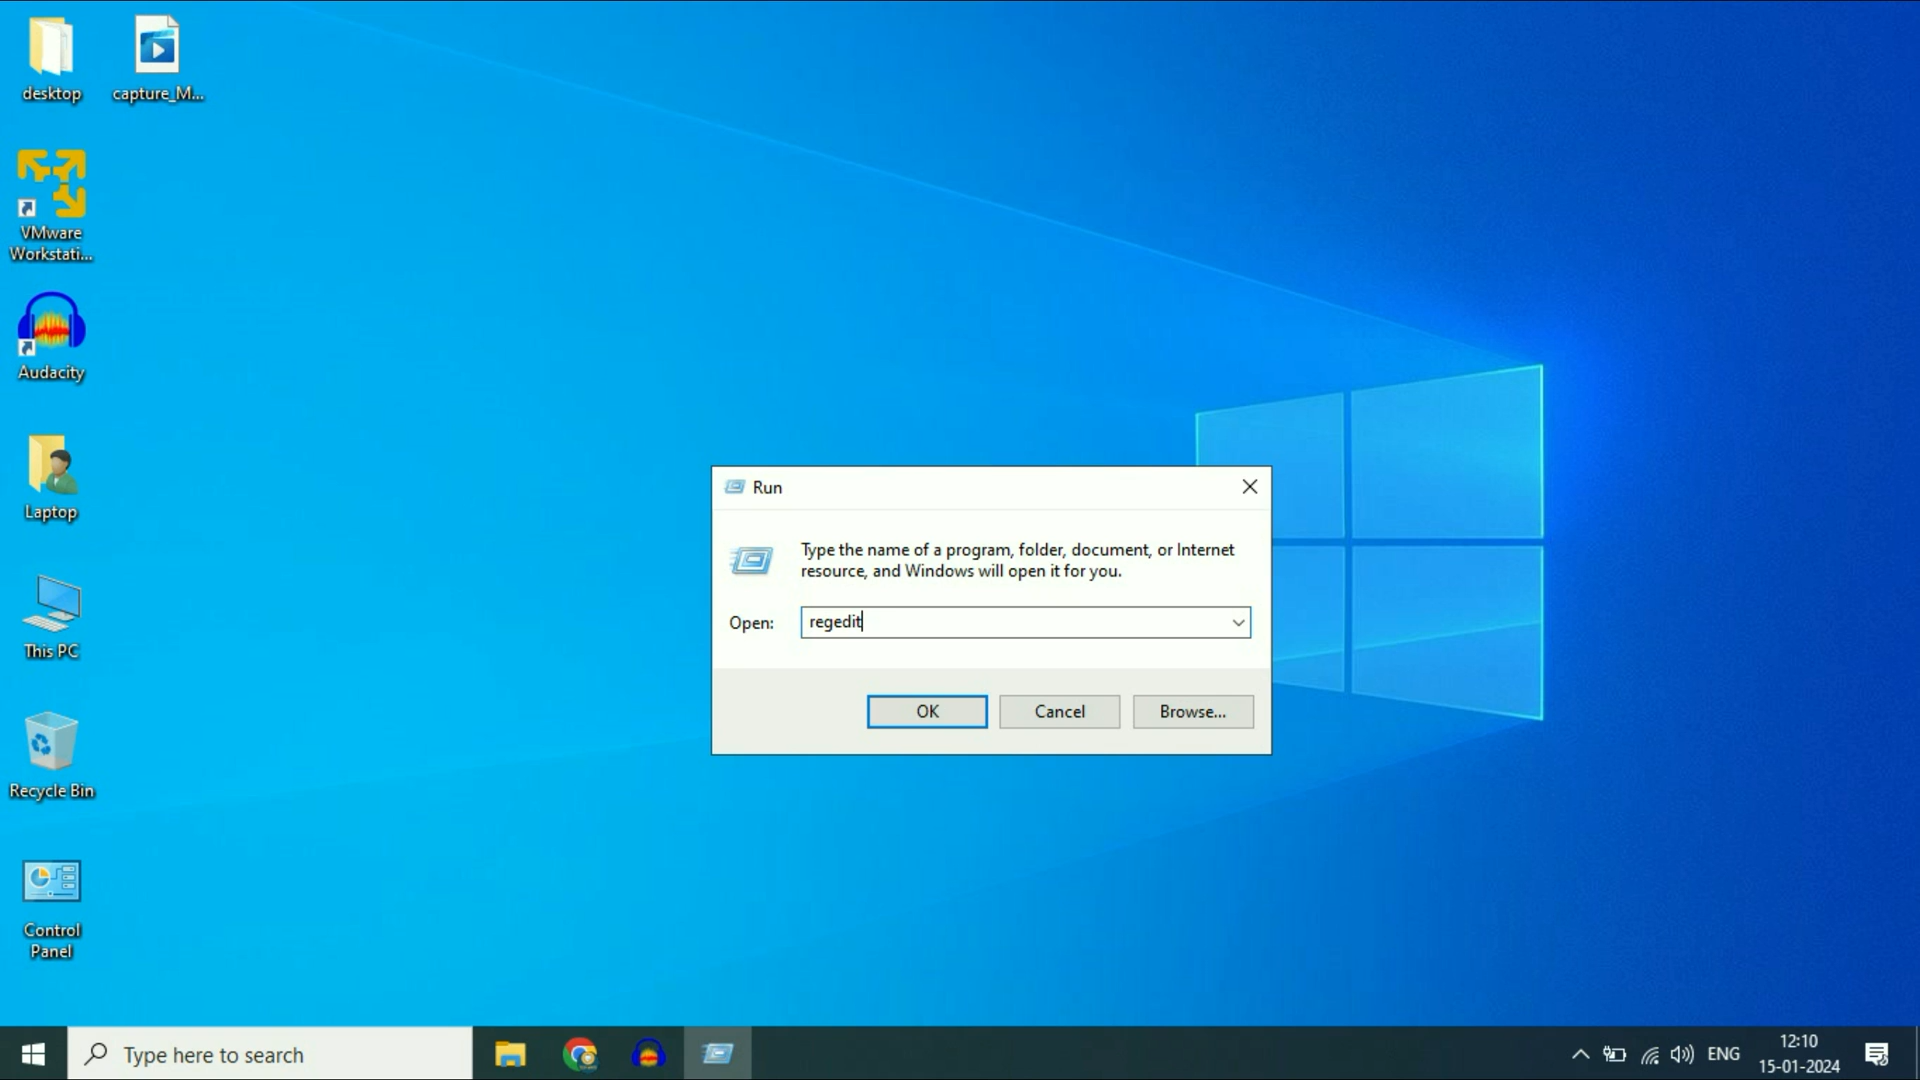 desktop
capture_M...
VMware
Workstati...
Audacity
Laptop
This PC
Recycle Bin
Control
Panel
Run
Type the name of a program, folder, document, or Internet
resource, and Windows will open it for you.
Open:
regedit
OK
Cancel
Browse...
Type here to search
ENG
12:10
15-01-2024